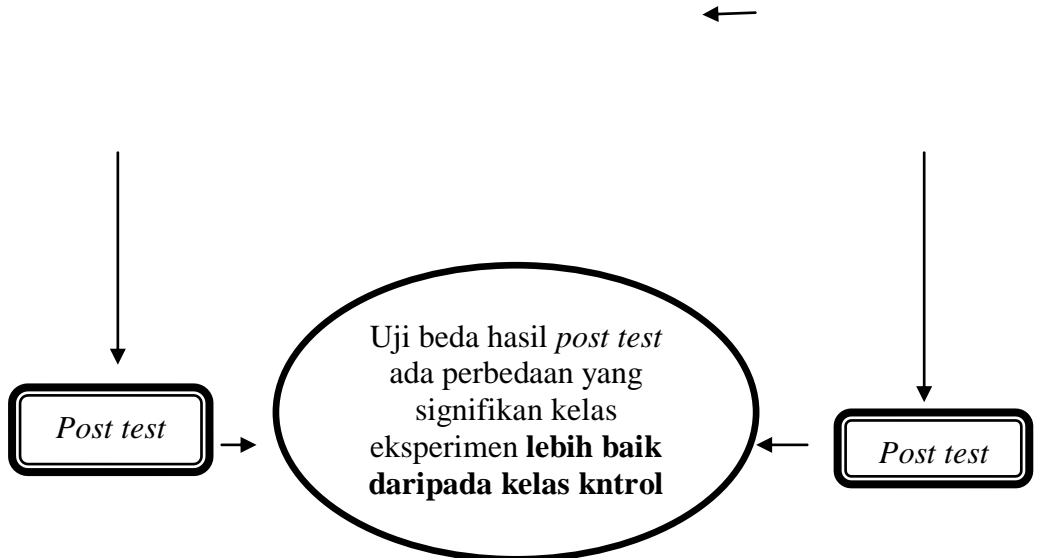 Uji beda hasil post test
ada perbedaan yang
signifikan kelas
eksperimen lebih baik
daripada kelas kntrol
Post test
Post test